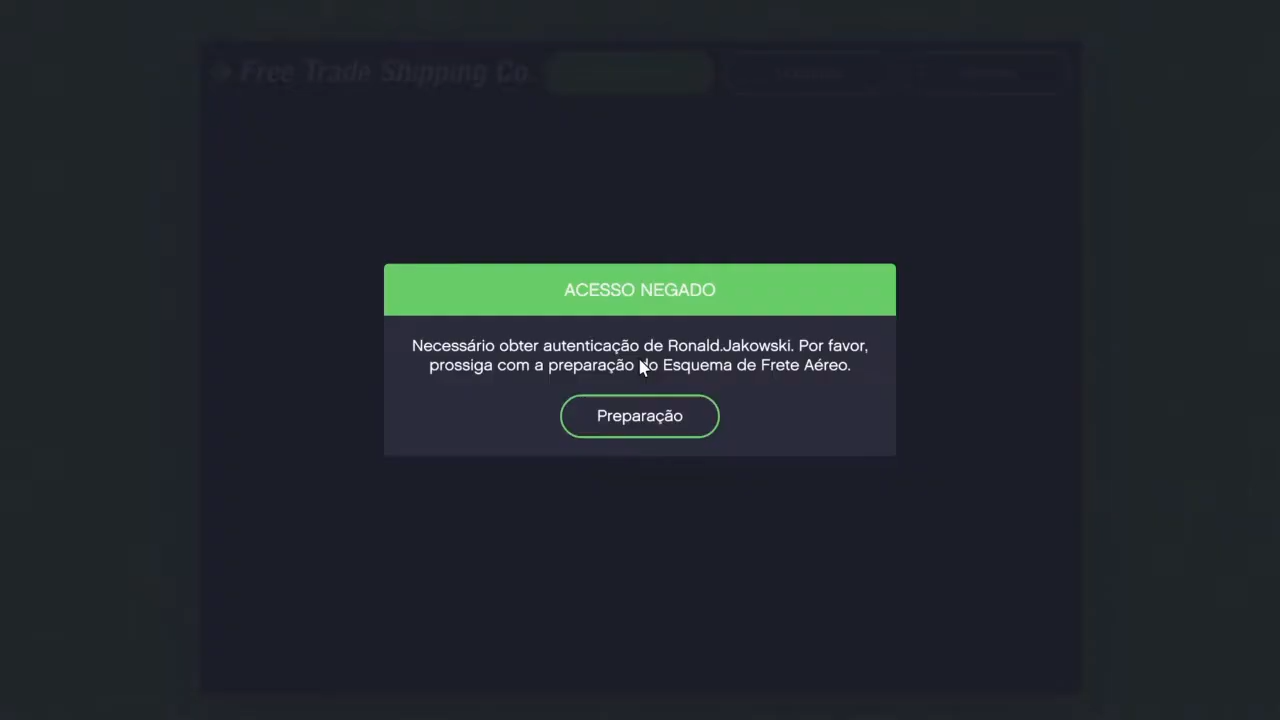 Free Trade Shipping Co.
ACESSO NEGADO
Necessário obter autenticação de Ronald.Jakowski. Por favor,
prossiga com a preparação do Esquema de Frete Aéreo.
Preparação